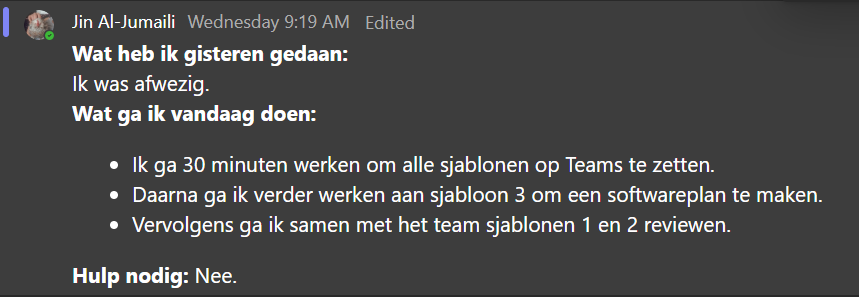 Jin Al-Jumaili Wednesday 9:19 AM Edited
Wat heb ik gisteren gedaan:
Ik was afwezig.
Wat ga ik vandaag doen:
• Ik ga 30 minuten werken om alle sjablonen op Teams te zetten.
• Daarna ga ik verder werken aan sjabloon 3 om een softwareplan te maken.
• Vervolgens ga ik samen met het team sjablonen 1 en 2 reviewen.
Hulp nodig: Nee.